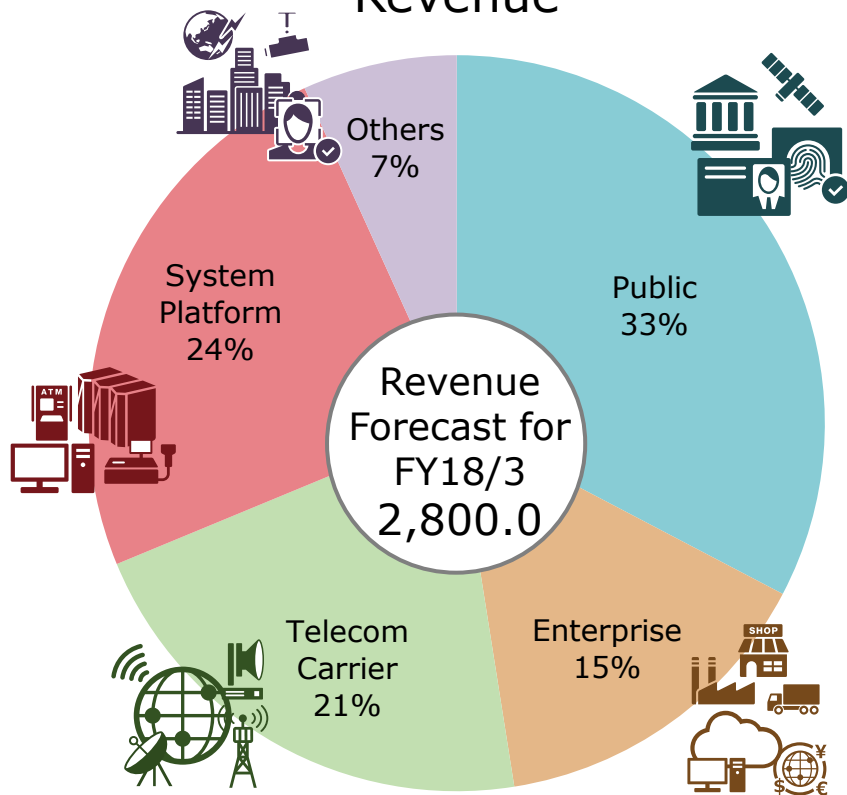 Revenue
Others
7%
System
Platform
24%
Public
33%
Revenue
Forecast for
FY18/3
2,800.0
ATM
Telecom
Carrier
21%
Enterprise
15%
SHOP
¥
$
€